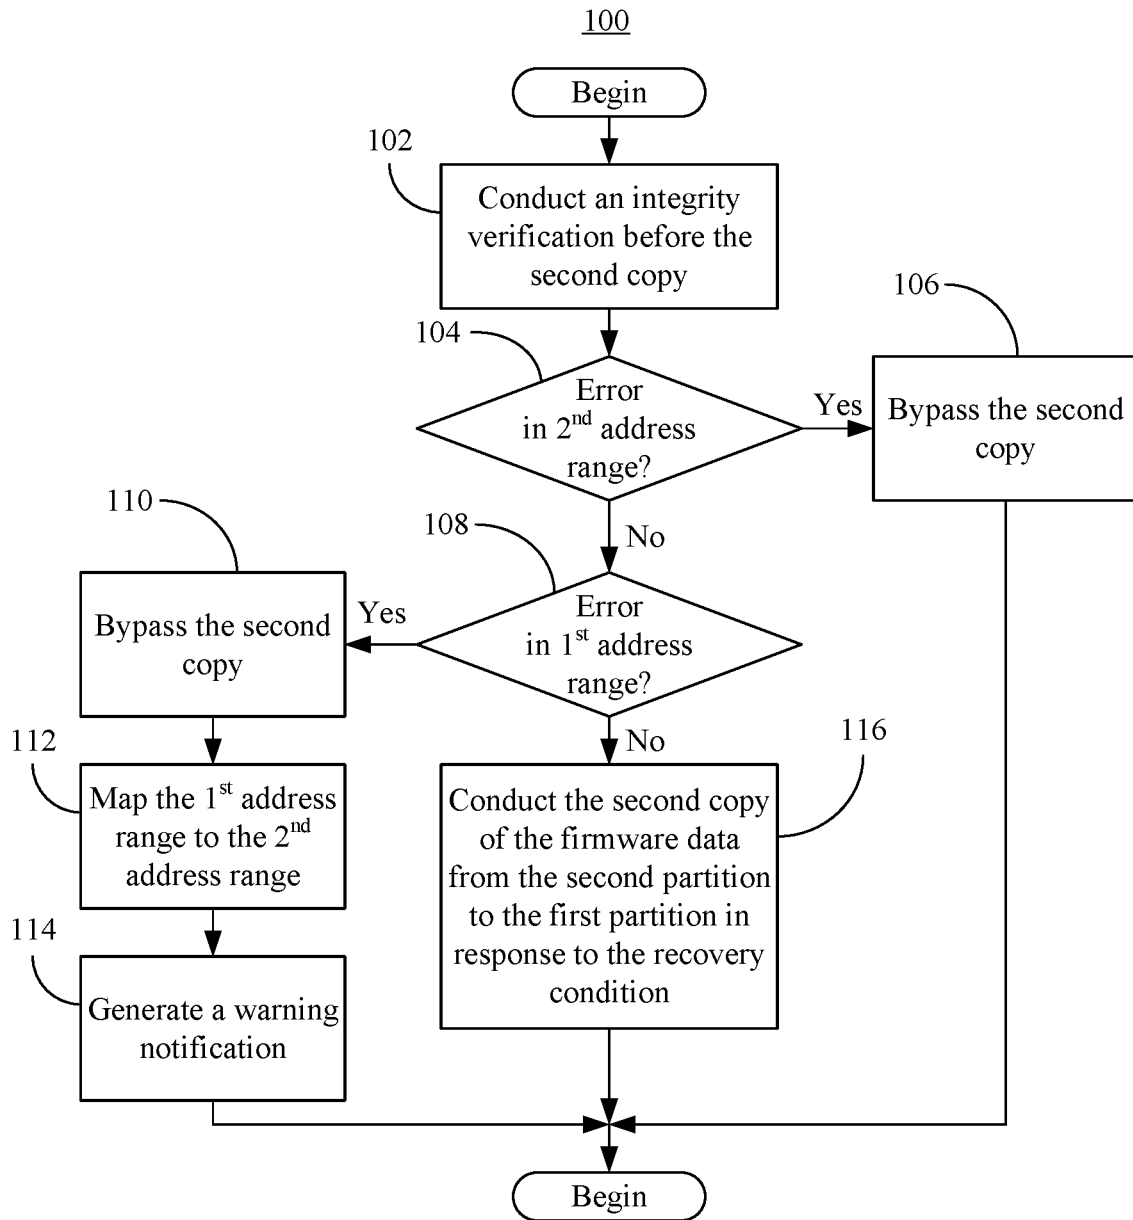 100
Begin
102
Conduct an integrity
verification before the
second copy
104
Error
in 2nd address
range?
Yes
106
Bypass the second
copy
No
108
Error
in 1st address
range?
Yes
110
Bypass the second
copy
No
112
Map the 1st address
range to the 2nd
address range
116
Conduct the second copy
of the firmware data
from the second partition
to the first partition in
response to the recovery
condition
114
Generate a warning
notification
Begin